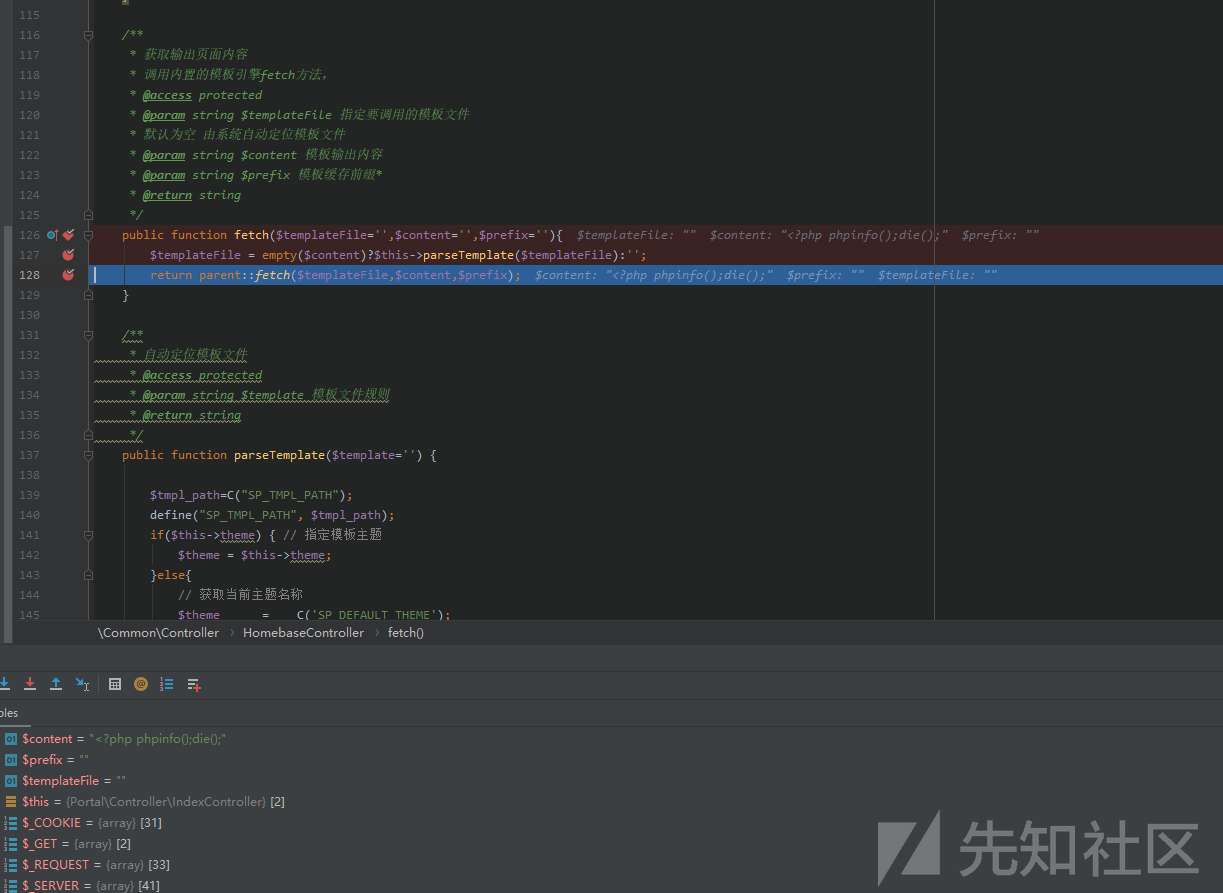 115
116 /**
117 * 获取输出页面内容
118 * 调用内置的模板引擎fetch方法，
119 * @access protected
120 * @param string $templateFile 指定要调用的模板文件
121 * 默认为空 由系统自动定位模板文件
122 * @param string $content 模板输出内容
123 * @param string $prefix 模板缓存前缀*
124 * @return string
125 */
126 public function fetch($templateFile='',$content='',$prefix=''){ $templateFile: "" $content: "<?php phpinfo();die();" $prefix: ""
127 $templateFile = empty($content)?$this->parseTemplate($templateFile):'';
128 return parent::fetch($templateFile,$content,$prefix); $content: "<?php phpinfo();die();" $prefix: "" $templateFile: ""
129 }
130
131 /**
132 * 自动定位模板文件
133 * @access protected
134 * @param string $template 模板文件规则
135 * @return string
136 */
137 public function parseTemplate($template='') {
138
139 $tmpl_path=C("SP_TMPL_PATH");
140 define("SP_TMPL_PATH", $tmpl_path);
141 if($this->theme) { // 指定模板主题
142 $theme = $this->theme;
143 }else{
144 // 获取当前主题名称
145 $theme = C('SP_DEFAULT_THEME');
\Common\Controller › HomebaseController › fetch()
bles
$content = "<?php phpinfo();die();"
$prefix = ""
$templateFile = ""
$this = {Portal\Controller\IndexController} [2]
$_COOKIE = {array} [31]
$_GET = {array} [2]
$_REQUEST = {array} [33]
$_SERVER = {array} [41]
先知社区